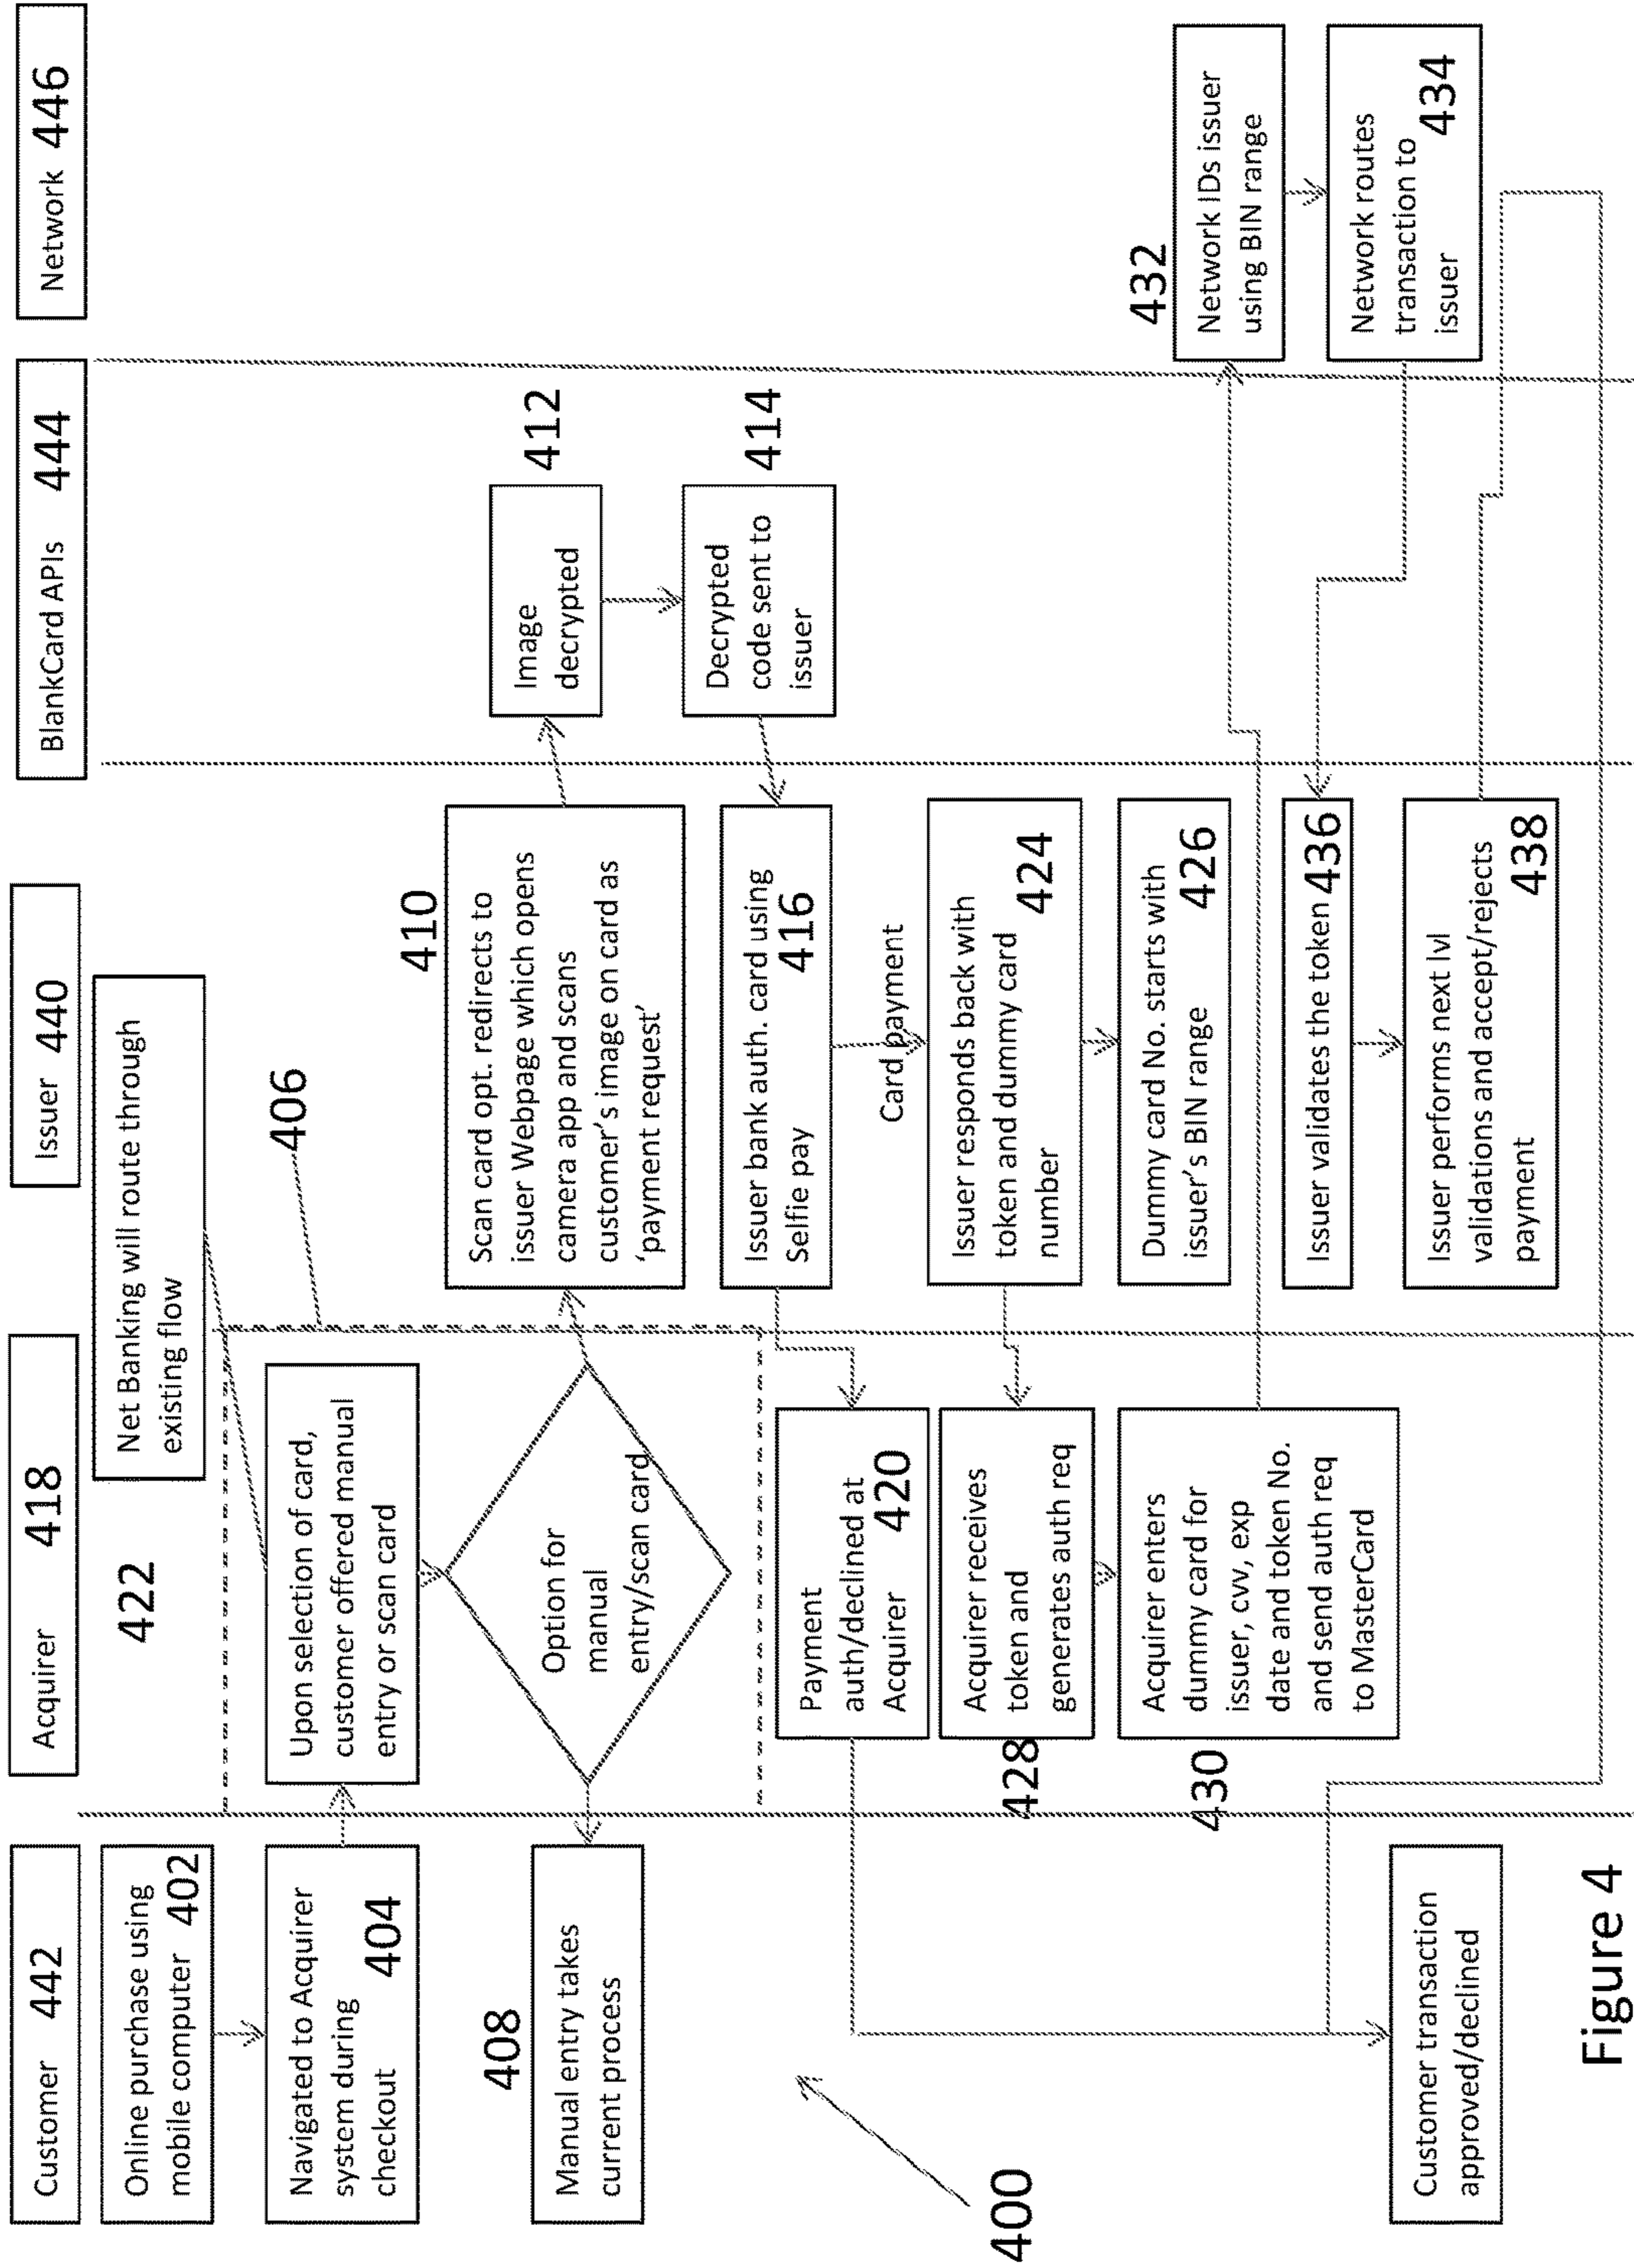 Customer 442
Acquirer 418
Issuer 440
BlankCard APIs 444
Network 446
Online purchase using
mobile computer 402
422
Net Banking will route through
existing flow
Navigated to Acquirer
system during
checkout 404
Upon selection of card,
customer offered manual
entry or scan card
406
408
Manual entry takes
current process
Option for
manual
entry/scan card
410
Scan card opt. redirects to
issuer Webpage which opens
camera app and scans
customer's image on card as
'payment request'
412
Image
decrypted
414
Decrypted
code sent to
issuer
Issuer bank auth. card using
Selfie pay 416
Payment
auth/declined at
Acquirer 420
Card payment
Issuer responds back with
token and dummy card
number 424
Acquirer receives
token and
generates auth req
428
Dummy card No. starts with
issuer's BIN range 426
430
Acquirer enters
dummy card for
issuer, cvv, exp
date and token No.
and send auth req
to MasterCard
432
Network IDs issuer
using BIN range
Network routes
transaction to
issuer 434
Issuer validates the token 436
Issuer performs next lvl
validations and accept/rejects
payment 438
400
Customer transaction
approved/declined
Figure 4